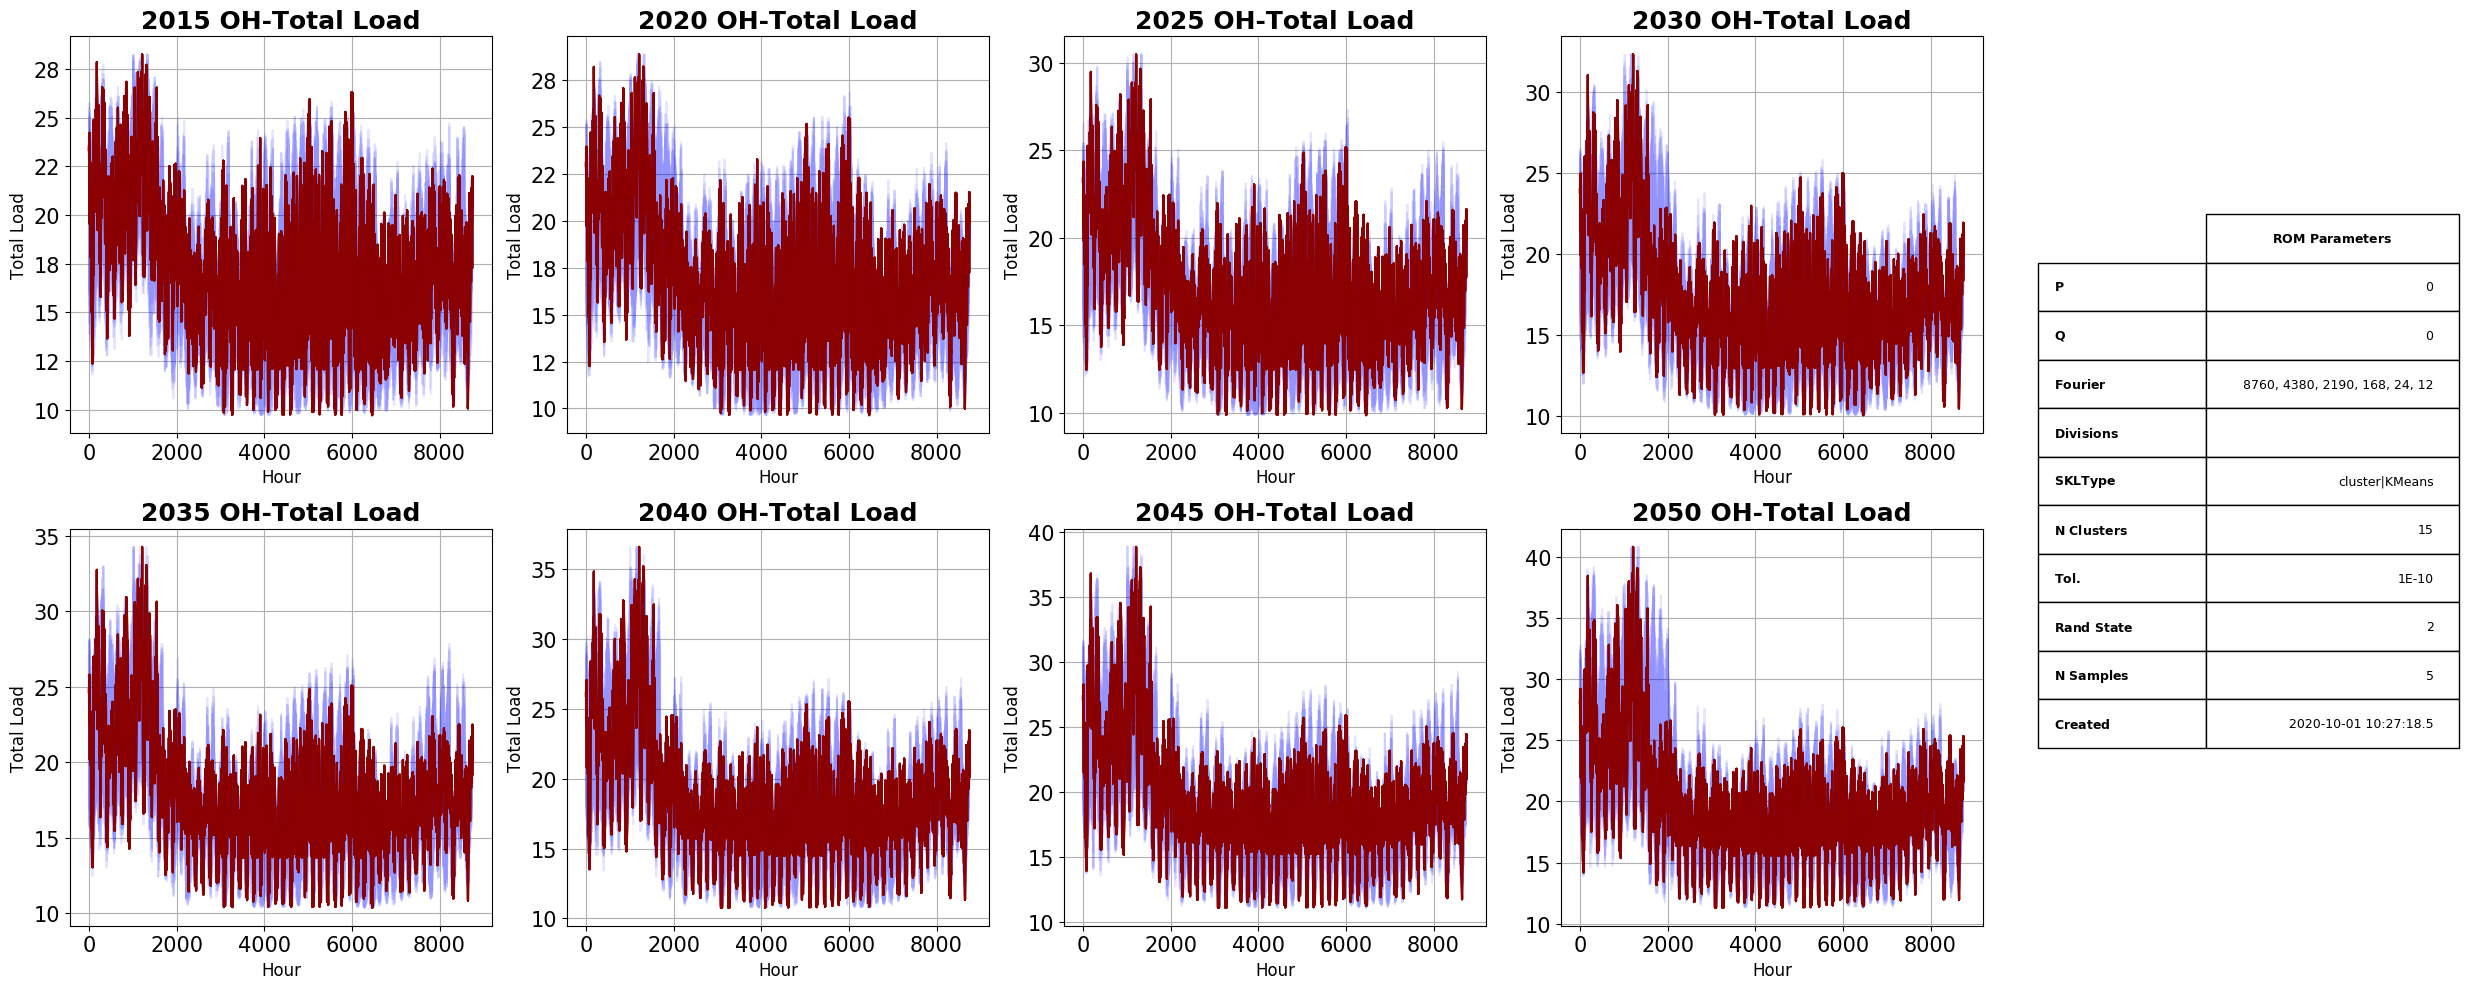 2015 OH-Total Load
28
25
22
20
18
15
12
10
Total Load
0 2000 4000 6000 8000
Hour
2020 OH-Total Load
28
25
22
20
18
15
12
10
Total Load
0 2000 4000 6000 8000
Hour
2025 OH-Total Load
30
25
20
15
10
Total Load
0 2000 4000 6000 8000
Hour
2030 OH-Total Load
30
25
20
15
10
Total Load
0 2000 4000 6000 8000
Hour
2035 OH-Total Load
35
30
25
20
15
10
Total Load
0 2000 4000 6000 8000
Hour
2040 OH-Total Load
35
30
25
20
15
10
Total Load
0 2000 4000 6000 8000
Hour
2045 OH-Total Load
40
35
30
25
20
15
10
Total Load
0 2000 4000 6000 8000
Hour
2050 OH-Total Load
40
35
30
25
20
15
10
Total Load
0 2000 4000 6000 8000
Hour
ROM Parameters
P 0
Q 0
Fourier 8760, 4380, 2190, 168, 24, 12
Divisions
SKLType cluster|KMeans
N Clusters 15
Tol. 1E-10
Rand State 2
N Samples 5
Created 2020-10-01 10:27:18.5